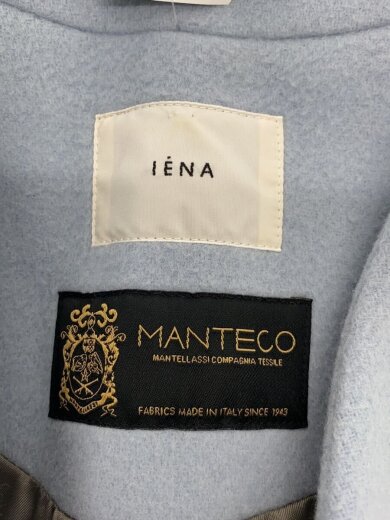 IÉNA
MANTECO
MANTELLASSI COMPAGNIA TESSILE
FABRICS MADE IN ITALY SINCE 1943